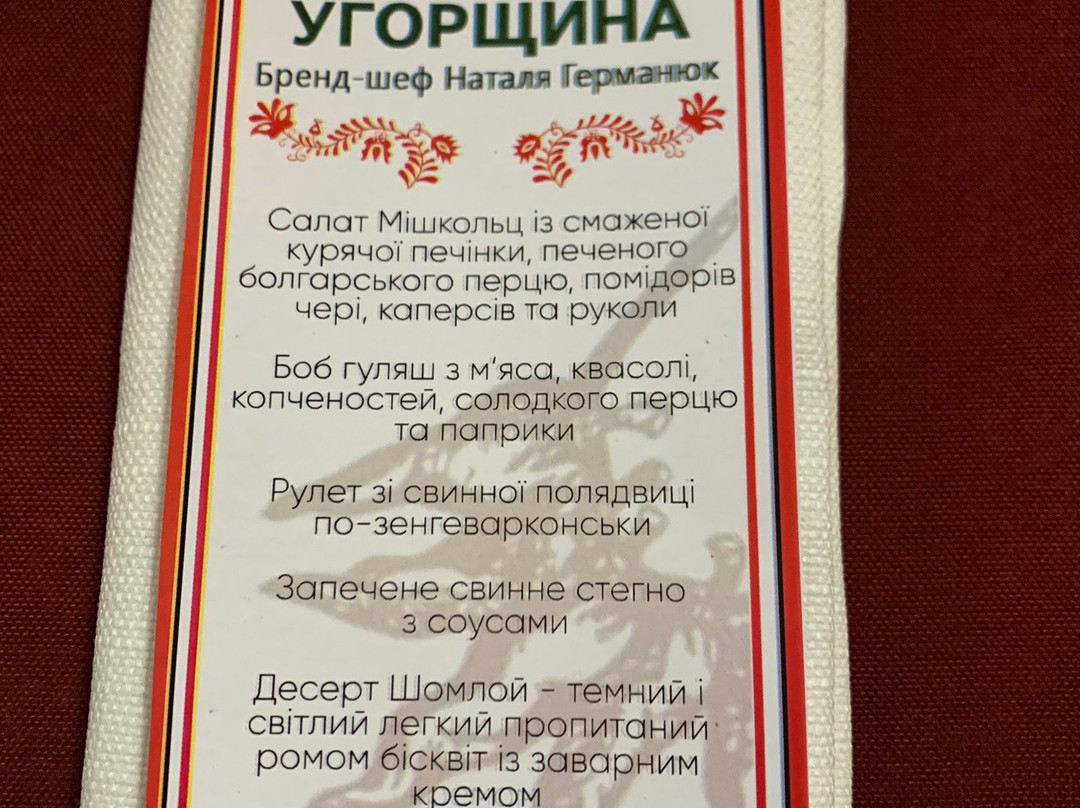 УГОРЩИНА
Бренд-шеф Наталя Германюк
Салат Мішкольц із смаженої
курячої печінки, печеного
болгарського перцю, помідорів
чері, каперсів та руколи
Боб гуляш з м’яса, квасолі,
копченостей, солодкого перцю
та паприки
Рулет зі свинної полядвиці
по-зенгеварконськи
Запечене свинне стегно
з соусами
Десерт Шомлой - темний і
світлий легкий пропитаний
ромом бісквіт із заварним
кремом